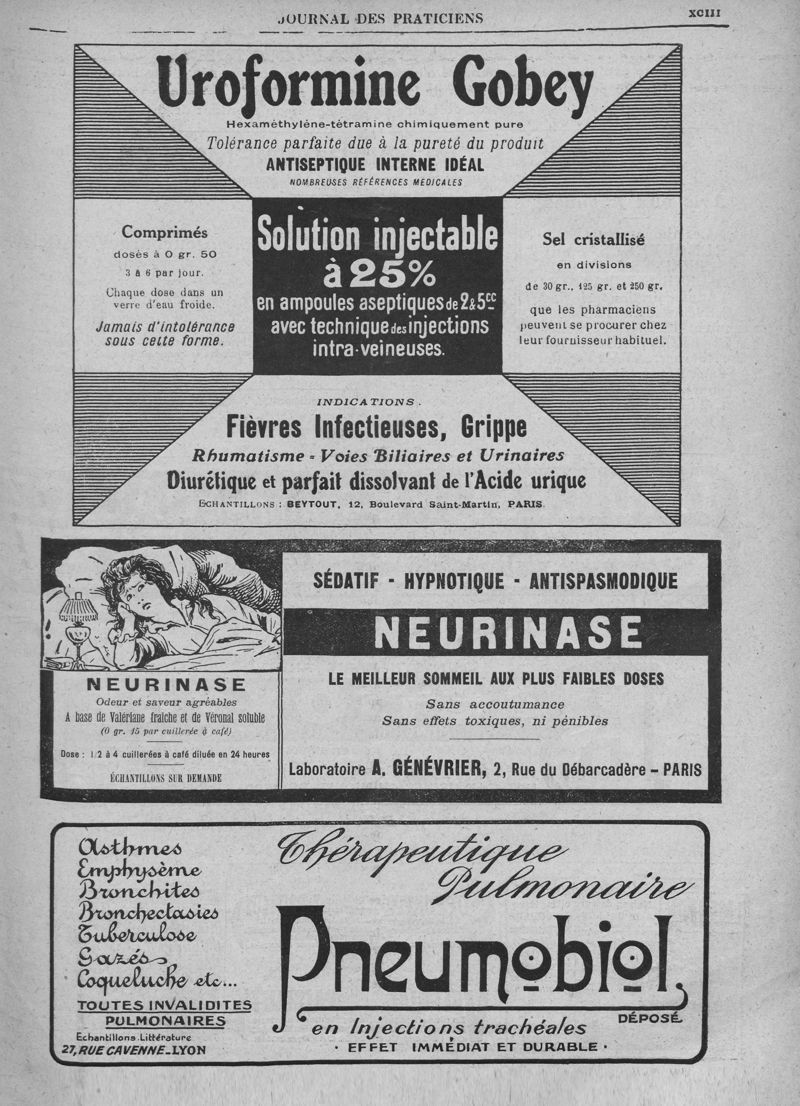 JOURNAL DES PRATICIENS
XCIII
Uroformine Gobey
Hexaméthylène-tétramine chimiquement pure
Tolérance parfaite due à la pureté du produit
ANTISEPTIQUE INTERNE IDÉAL
NOMBREUSES RÉFÉRENCES MÉDICALES
Comprimés
dosés à 0 gr. 50
3 à 6 par jour.
Chaque dose dans un
verre d'eau froide.
Jamais d'intolérance
sous cette forme.
Solution injectable
à 25%
en ampoules aseptiques de 2 & 5cc
avec technique des injections
intra-veineuses.
Sel cristallisé
en divisions
de 30 gr., 125 gr. et 250 gr.
que les pharmaciens
peuvent se procurer chez
leur fournisseur habituel.
INDICATIONS.
Fièvres Infectieuses, Grippe
Rhumatisme - Voies Biliaires et Urinaires
Diurétique et parfait dissolvant de l'Acide urique
ECHANTILLONS : BEYTOUT, 12, Boulevard Saint-Martin, PARIS.
NEURINASE
Odeur et saveur agréables
A base de Valériane fraîche et de Véronal soluble
(0 gr. 15 par cuillerée à café)
Dose : 1/2 à 4 cuillerées à café diluée en 24 heures
ÉCHANTILLONS SUR DEMANDE
SÉDATIF - HYPNOTIQUE - ANTISPASMODIQUE
NEURINASE
LE MEILLEUR SOMMEIL AUX PLUS FAIBLES DOSES
Sans accoutumance
Sans effets toxiques, ni pénibles
Laboratoire A. GÉNÉVRIER, 2, Rue du Débarcadère - PARIS
Asthmes
Emphysème
Bronchites
Bronchectasies
Tuberculose
Gazés
Coqueluche etc...
TOUTES INVALIDITES
PULMONAIRES
Echantillons.Littérature
27, RUE CAVENNE_LYON
Thérapeutique
Pulmonaire
Pneumobiol.
DÉPOSÉ
en Injections trachéales
· EFFET IMMÉDIAT ET DURABLE ·